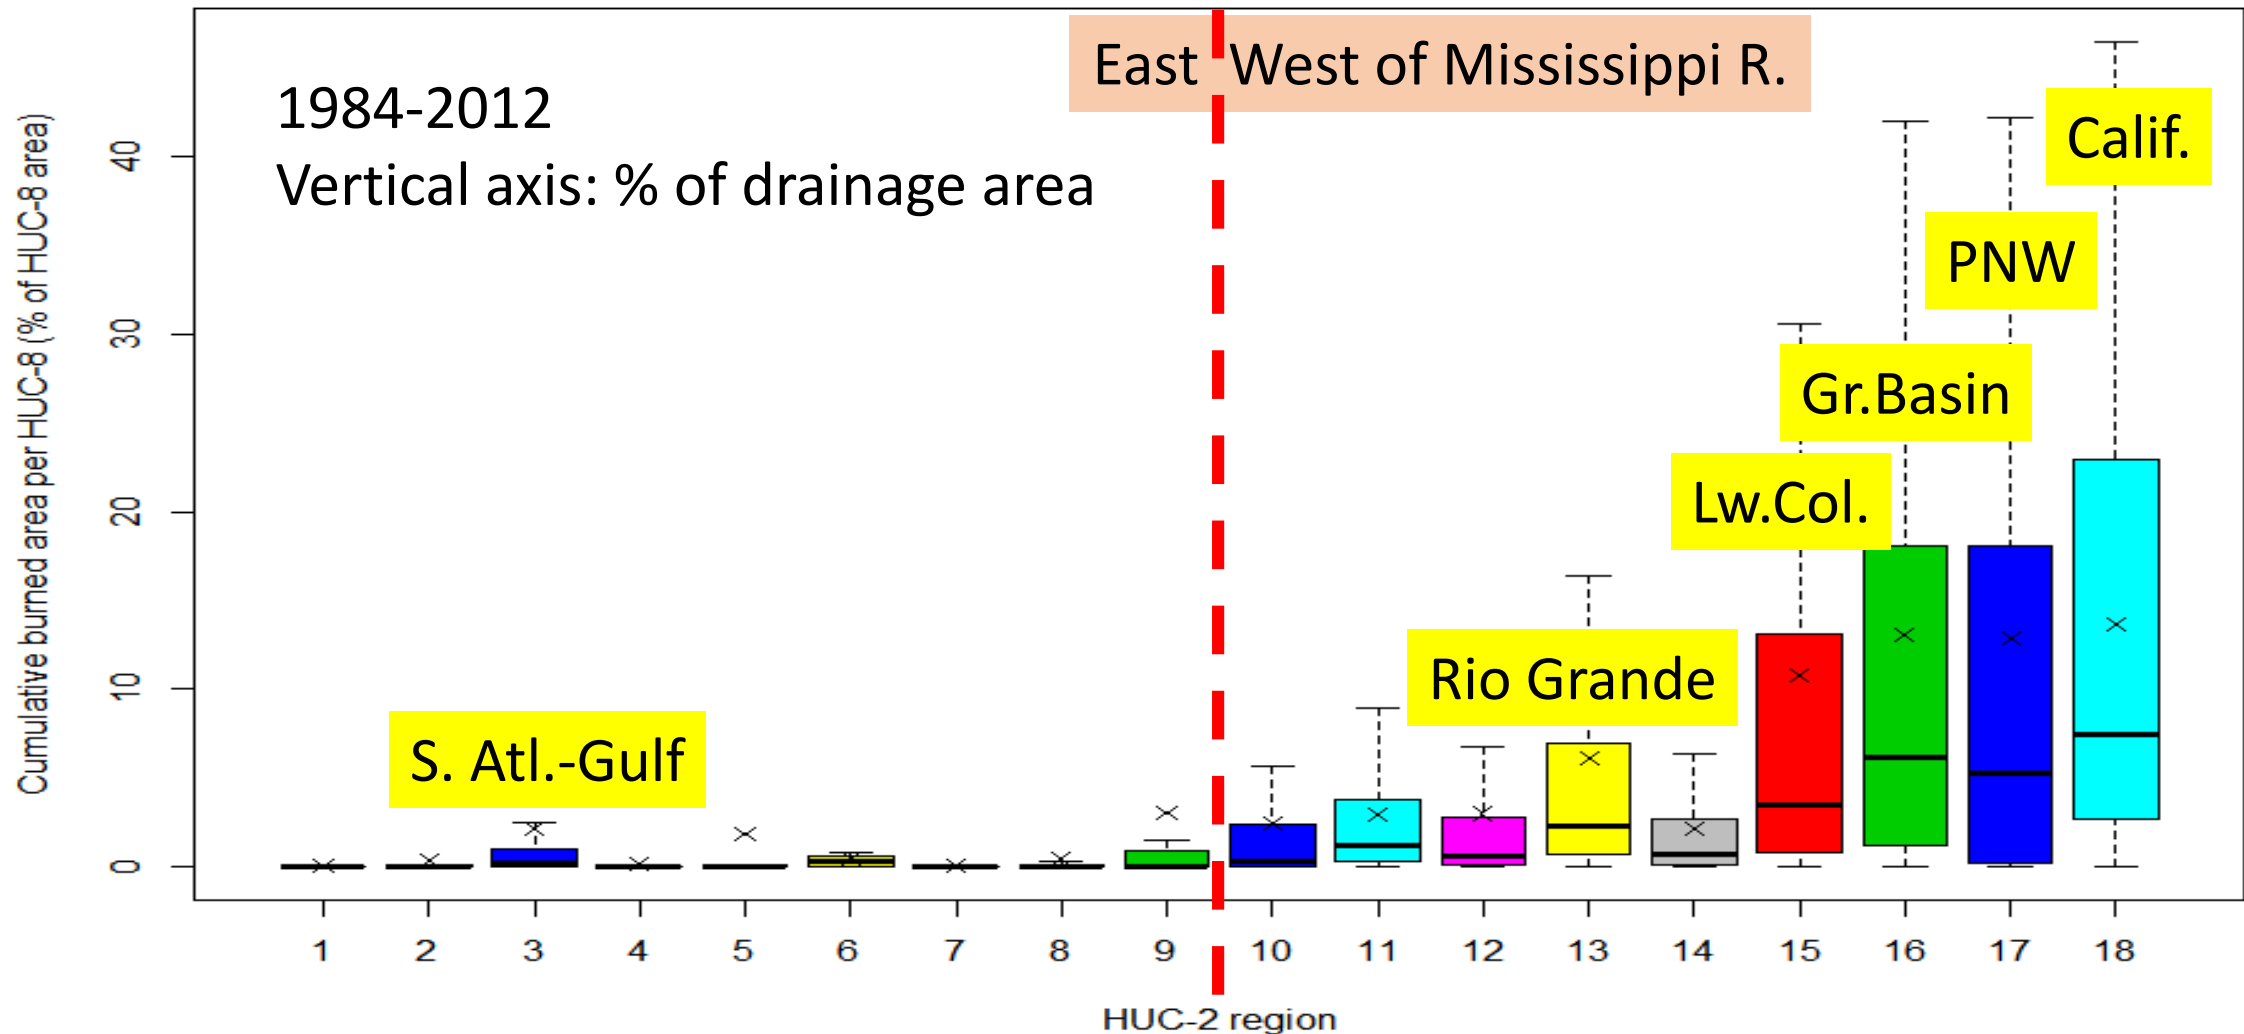 East West of Mississippi R.
1984-2012
Vertical axis: % of drainage area
Calif.
PNW
Gr.Basin
Lw.Col.
Rio Grande
S. Atl.-Gulf
Cumulative burned area per HUC-8 (% of HUC-8 area)
40
30
20
10
0
1 2 3 4 5 6 7 8 9 10 11 12 13 14 15 16 17 18
HUC-2 region